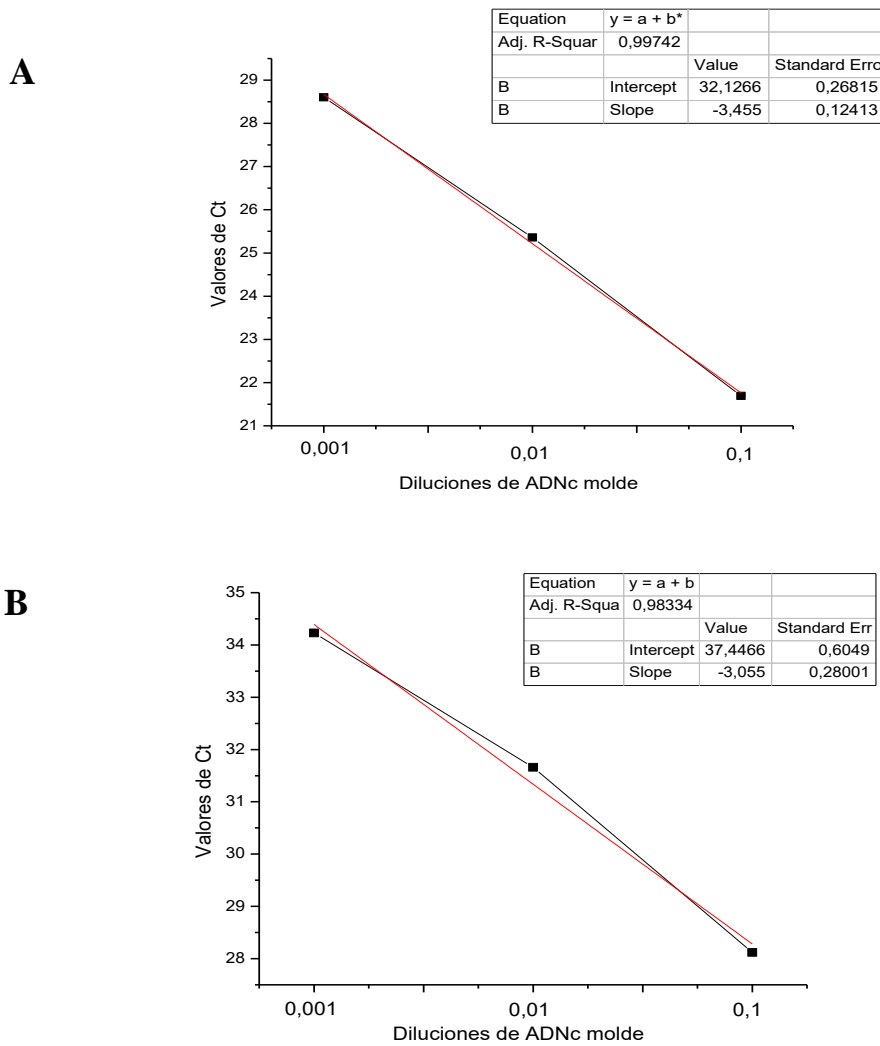 A
Equation y = a + b*
Adj. R-Squar 0,99742
Value Standard Erro
B Intercept 32,1266 0,26815
B Slope -3,455 0,12413
29
28
27
26
25
24
23
22
21
Valores de Ct
0,001 0,01 0,1
Diluciones de ADNc molde
B
Equation y = a + b
Adj. R-Squa 0,98334
Value Standard Err
B Intercept 37,4466 0,6049
B Slope -3,055 0,28001
35
34
33
32
31
30
29
28
Valores de Ct
0,001 0,01 0,1
Diluciones de ADNc molde